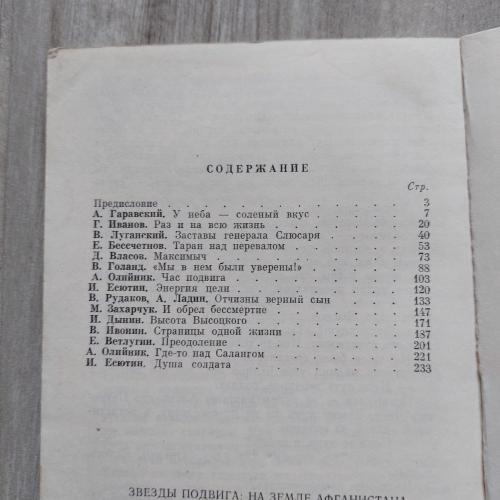 СОДЕРЖАНИЕ
Стр.
Предисловие . . . . . . . . . . . . 3
А. Гаравский. У неба — соленый вкус . . . . . 7
Г. Иванов. Раз и на всю жизнь . . . . . . 20
В. Луганский. Заставы генерала Слюсаря . . . . 40
Е. Бессчетнов. Таран над перевалом . . . . . 53
Д. Власов. Максимыч . . . . . . . . . 73
В. Голанд. «Мы в нем были уверены!» . . . . . 88
А. Олийник. Час подвига . . . . . . . . 103
И. Есютин. Энергия цели . . . . . . . . 120
В. Рудаков, А. Ладин. Отчизны верный сын . . . 133
М. Захарчук. И обрел бессмертие . . . . . . 147
И. Дынин. Высота Высоцкого . . . . . . . 171
В. Ивонин. Страницы одной жизни . . . . . . 187
Е. Ветлугин. Преодоление . . . . . . . . 201
А. Олийник. Где-то над Салангом . . . . . . 221
И. Есютин. Душа солдата . . . . . . . . 233
ЗВЕЗДЫ ПОДВИГА: НА ЗЕМЛЕ АФГАНИСТАНА